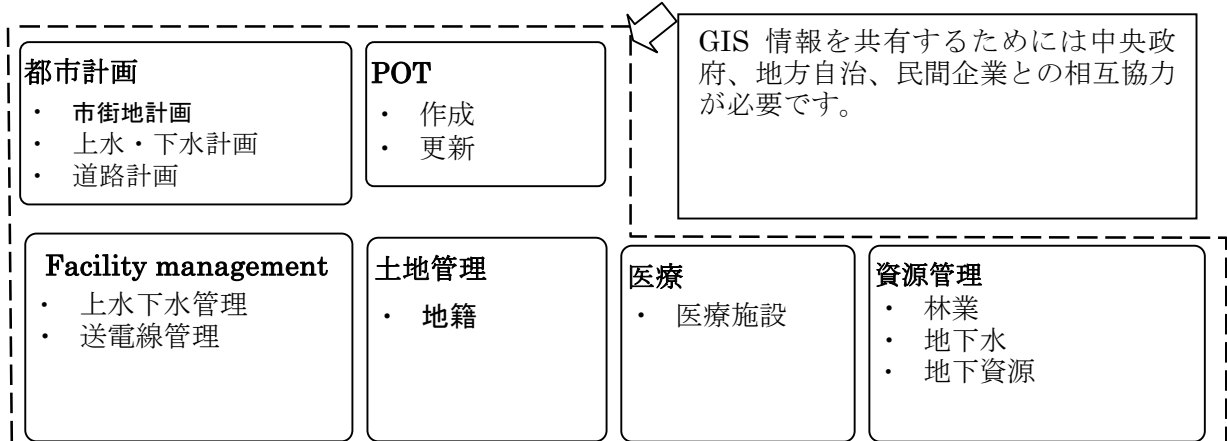 都市計画
・ 市街地計画
・ 上水・下水計画
・ 道路計画
POT
・ 作成
・ 更新
GIS 情報を共有するためには中央政
府、地方自治、民間企業との相互協力
が必要です。
Facility management
・ 上水下水管理
・ 送電線管理
土地管理
・ 地籍
医療
・ 医療施設
資源管理
・ 林業
・ 地下水
・ 地下資源